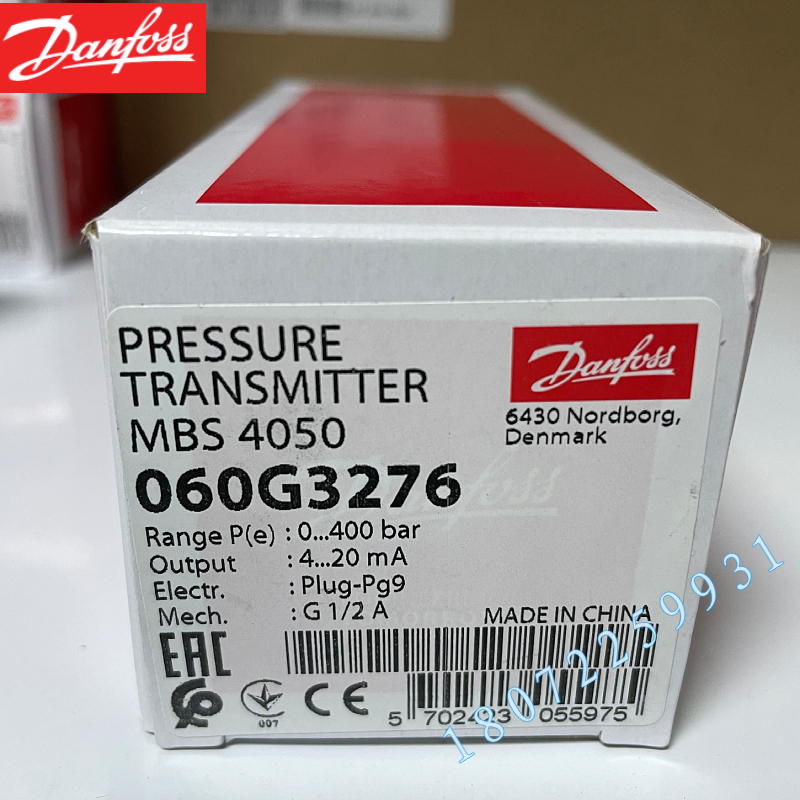 Danfoss
PRESSURE
TRANSMITTER
MBS 4050
060G3276
Danfoss
6430 Nordborg,
Denmark
Range P(e) : 0...400 bar
Output : 4...20 mA
Electr. : Plug-Pg9
Mech. : G 1/2 A
MADE IN CHINA
EAC
007
CE
5 702423 055975
18072259931